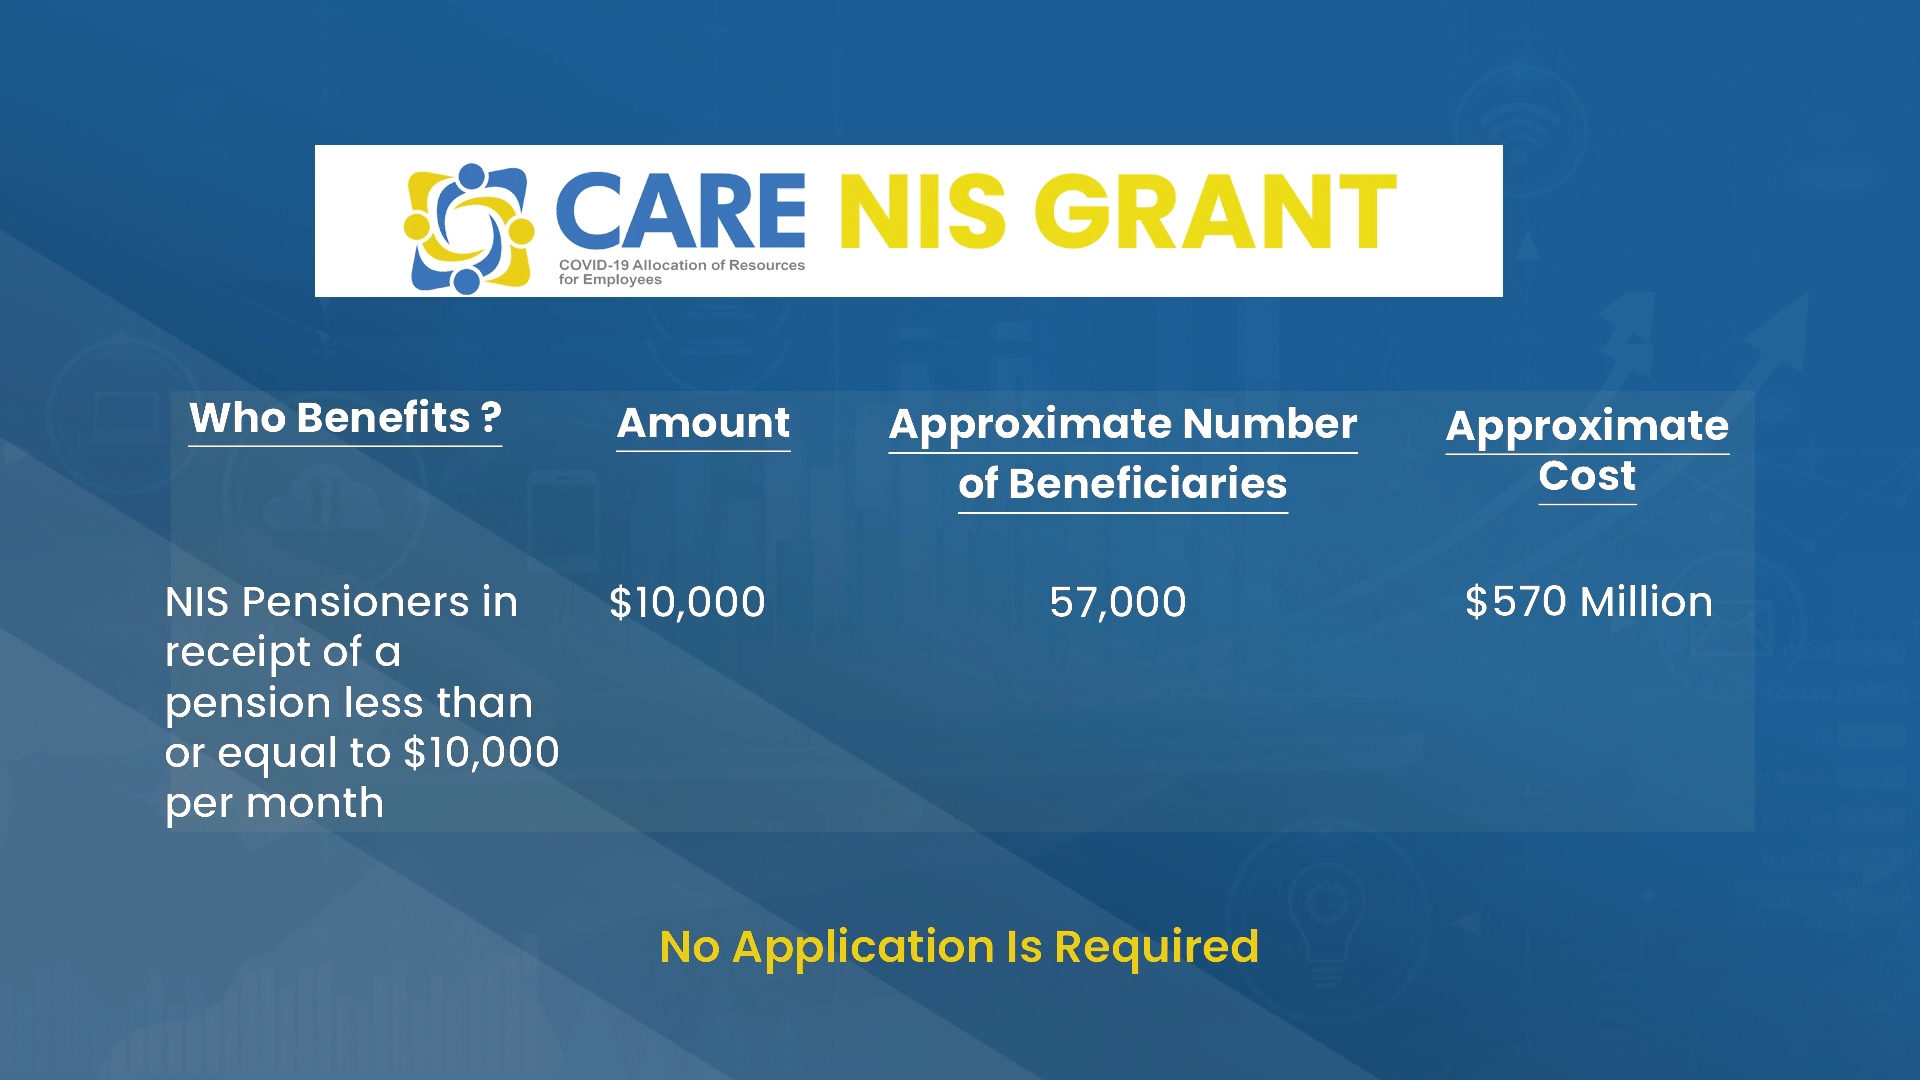 CARE NIS GRANT
COVID-19 Allocation of Resources
for Employees
Who Benefits ?
Amount
Approximate Number
of Beneficiaries
Approximate
Cost
NIS Pensioners in
receipt of a
pension less than
or equal to $10,000
per month
$10,000
57,000
$570 Million
No Application Is Required